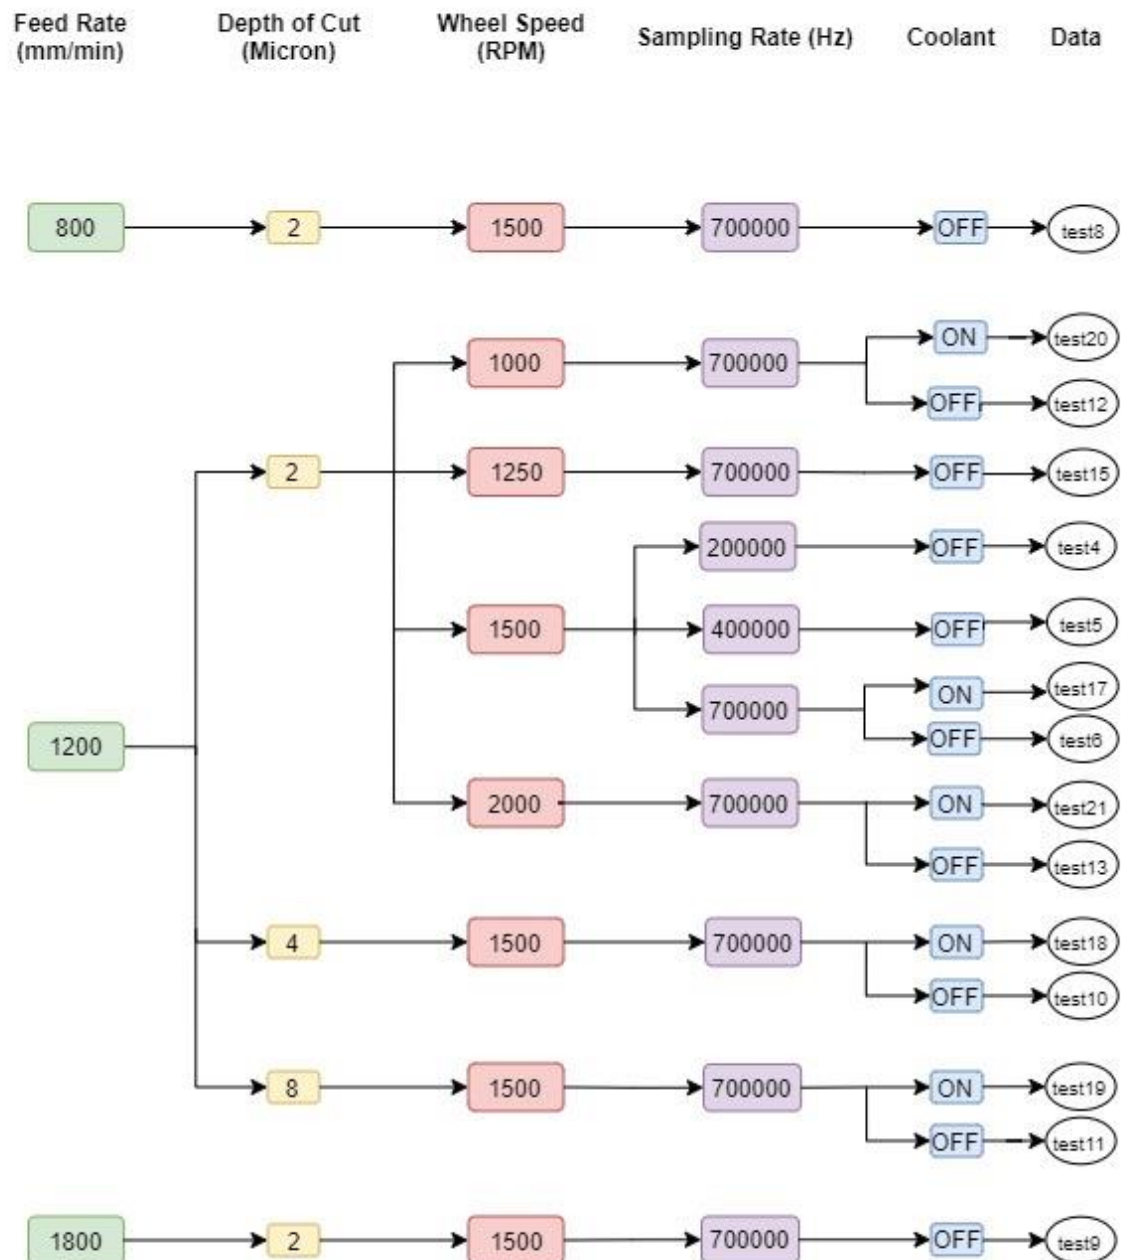 Feed Rate
(mm/min)
Depth of Cut
(Micron)
Wheel Speed
(RPM)
Sampling Rate (Hz)
Coolant
Data
800
2
1500
700000
OFF
test8
1000
700000
ON
test20
OFF
test12
2
1250
700000
OFF
test15
200000
OFF
test4
1500
400000
OFF
test5
700000
ON
test17
OFF
test6
1200
2000
700000
ON
test21
OFF
test13
4
1500
700000
ON
test18
OFF
test10
8
1500
700000
ON
test19
OFF
test11
1800
2
1500
700000
OFF
test9